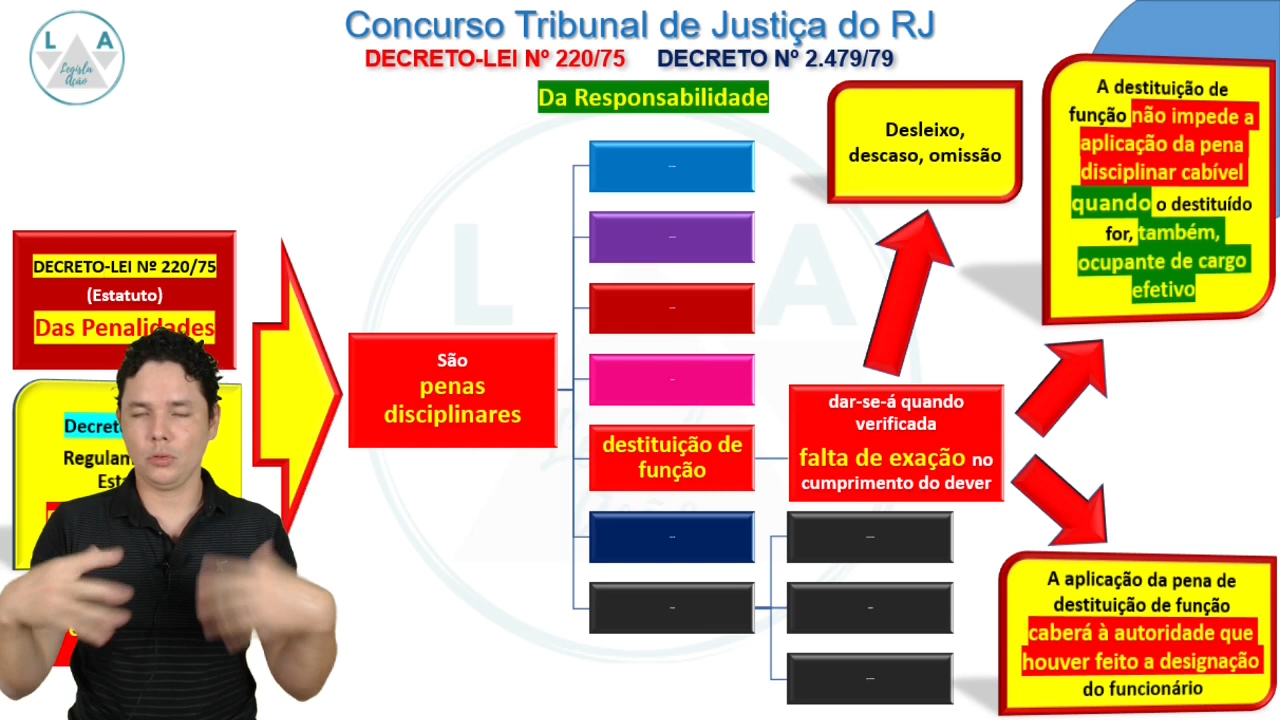 L A
Legisla
Ação
Concurso Tribunal de Justiça do RJ
DECRETO-LEI Nº 220/75 DECRETO Nº 2.479/79
Da Responsabilidade
DECRETO-LEI Nº 220/75
(Estatuto)
Das Penalidades
Decret
Regulam
Est
São
penas
disciplinares
destituição de
função
dar-se-á quando
verificada
falta de exação no
cumprimento do dever
Desleixo,
descaso, omissão
A destituição de
função não impede a
aplicação da pena
disciplinar cabível
quando o destituído
for, também,
ocupante de cargo
efetivo
A aplicação da pena de
destituição de função
caberá à autoridade que
houver feito a designação
do funcionário
L A